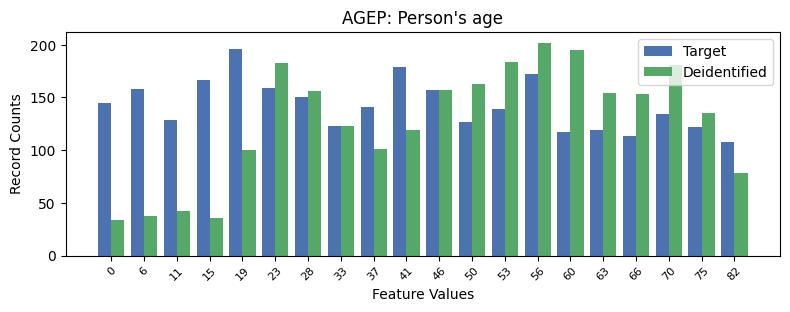 AGEP: Person's age
Record Counts
200
150
100
50
0
Target
Deidentified
0 6 11 15 19 23 28 33 37 41 46 50 53 56 60 63 66 70 75 82
Feature Values